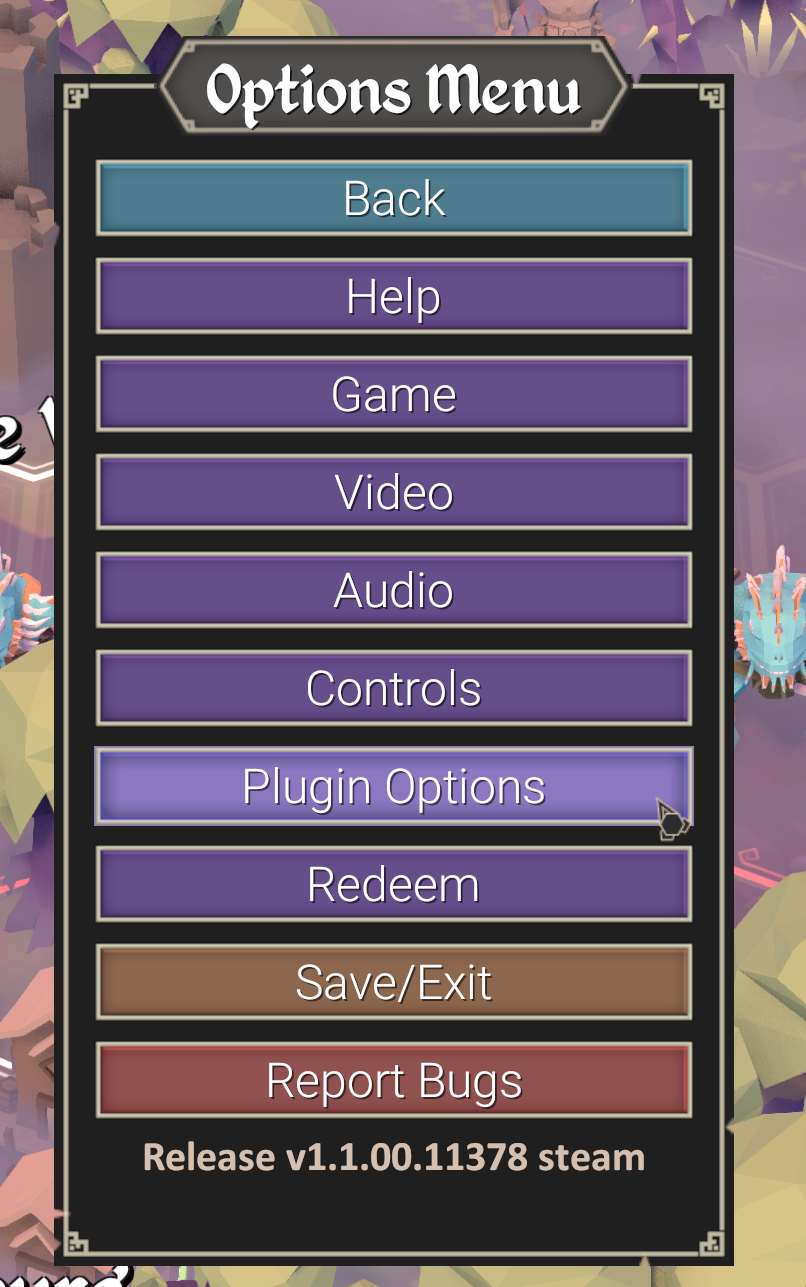 Options Menu
Back
Help
Game
Video
Audio
Controls
Plugin Options
Redeem
Save/Exit
Report Bugs
Release v1.1.00.11378 steam